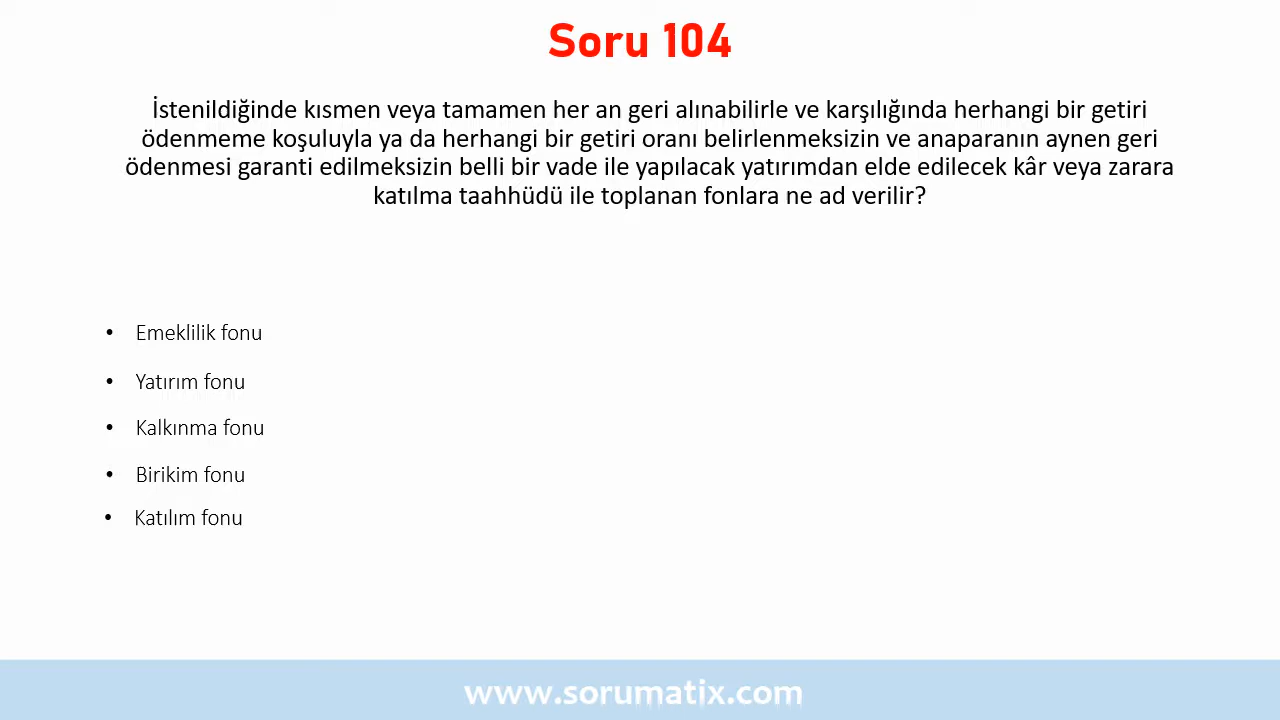 Soru 104
İstenildiğinde kısmen veya tamamen her an geri alınabilirle ve karşılığında herhangi bir getiri
ödenmeme koşuluyla ya da herhangi bir getiri oranı belirlenmeksizin ve anaparanın aynen geri
ödenmesi garanti edilmeksizin belli bir vade ile yapılacak yatırımdan elde edilecek kâr veya zarara
katılma taahhüdü ile toplanan fonlara ne ad verilir?
• Emeklilik fonu
• Yatırım fonu
• Kalkınma fonu
• Birikim fonu
• Katılım fonu
www.sorumatix.com